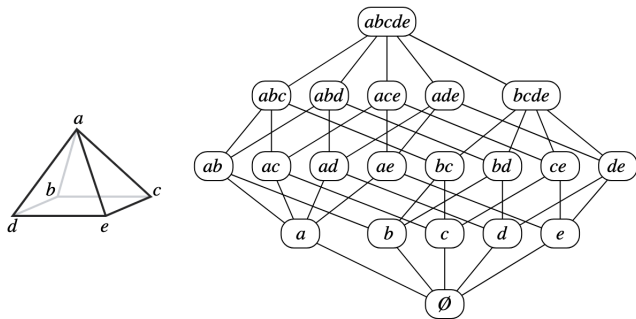 abcde
abc abd ace ade bcde
a
ab ac ad ae bc bd ce de
b c
d e
a b c d e
Ø